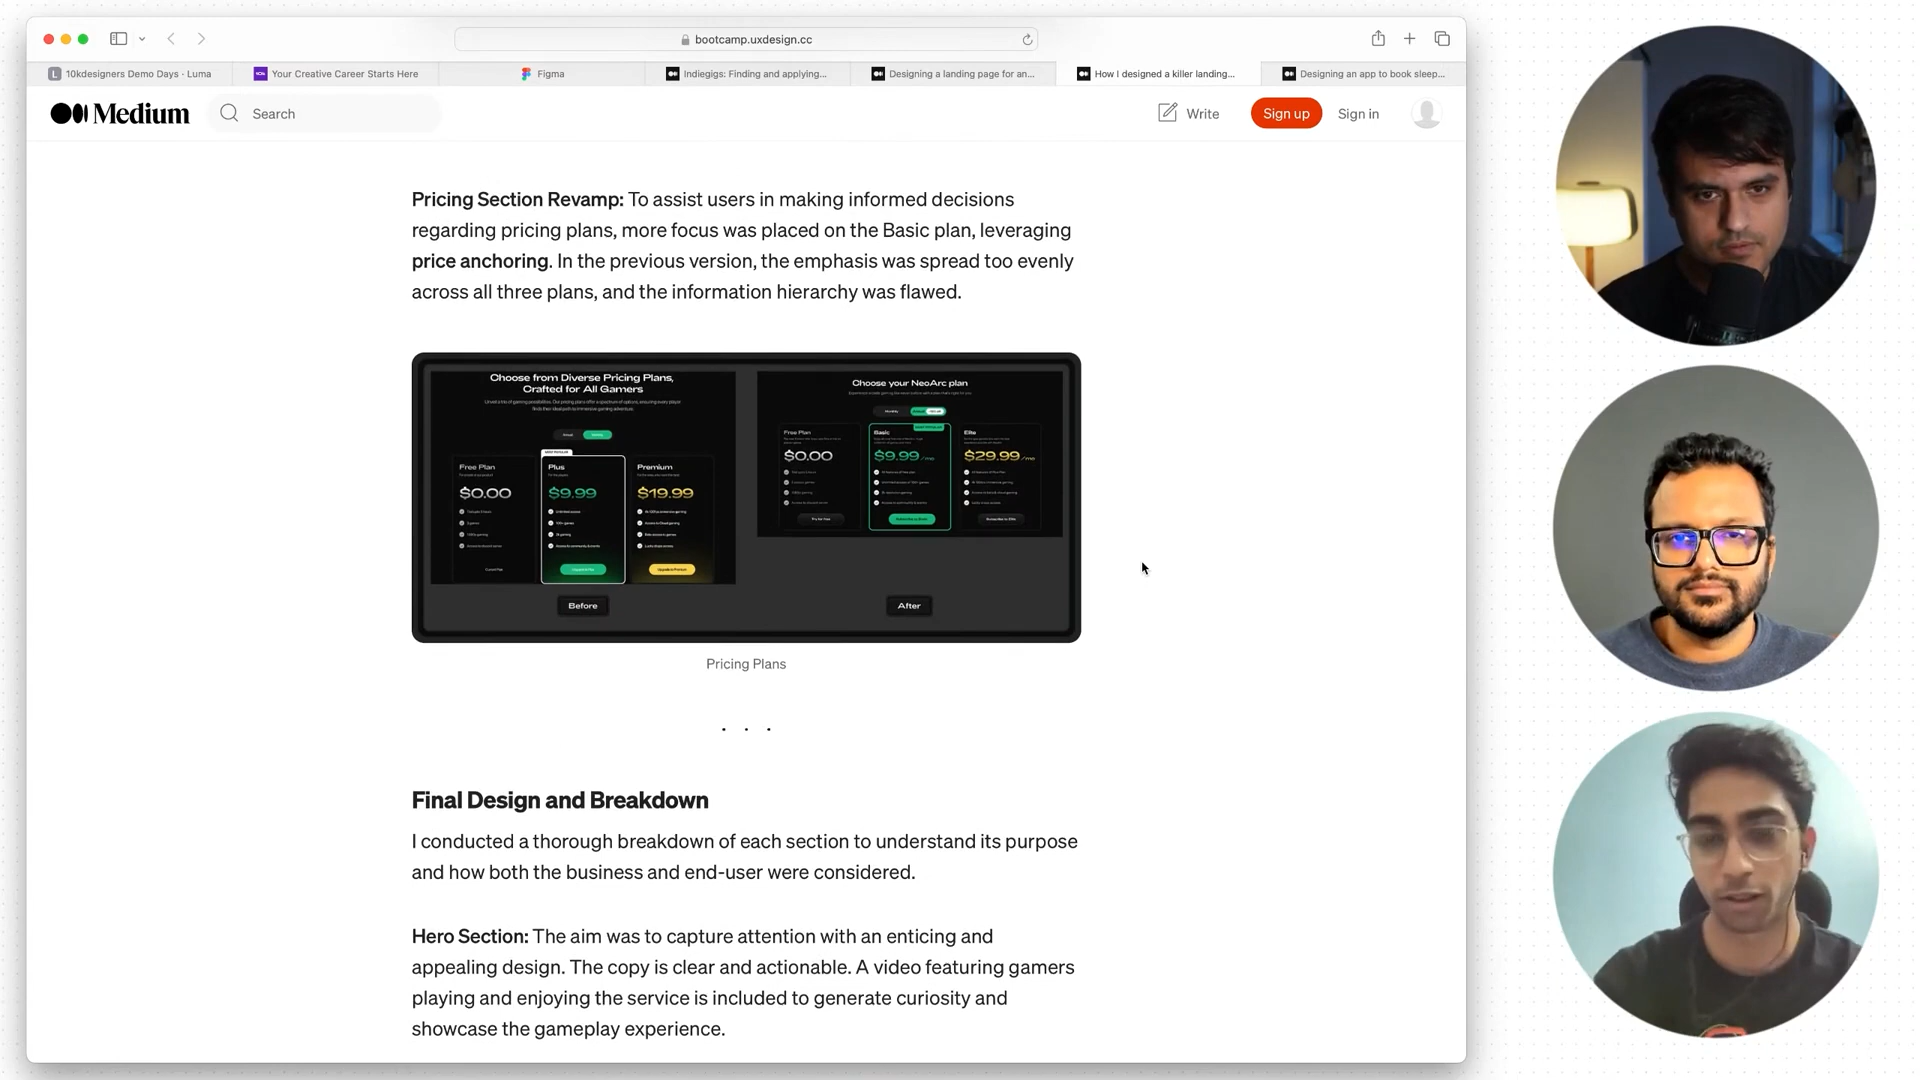 bootcamp.uxdesign.cc
10kdesigners Demo Days · Luma
Your Creative Career Starts Here
Figma
Indiegigs: Finding and applying...
Designing a landing page for an...
How I designed a killer landing...
Designing an app to book sleep...
Medium
Search
Write
Sign up
Sign in
Pricing Section Revamp: To assist users in making informed decisions
regarding pricing plans, more focus was placed on the Basic plan, leveraging
price anchoring. In the previous version, the emphasis was spread too evenly
across all three plans, and the information hierarchy was flawed.
Choose from Diverse Pricing Plans,
Crafted for All Gamers
Free Plan
$0.00
Plus
$9.99
Premium
$19.99
Before
Choose your NeoArc plan
Free Plan
$0.00
Basic
$9.99 /mo
Elite
$29.99 /mo
After
Pricing Plans
Final Design and Breakdown
I conducted a thorough breakdown of each section to understand its purpose
and how both the business and end-user were considered.
Hero Section: The aim was to capture attention with an enticing and
appealing design. The copy is clear and actionable. A video featuring gamers
playing and enjoying the service is included to generate curiosity and
showcase the gameplay experience.